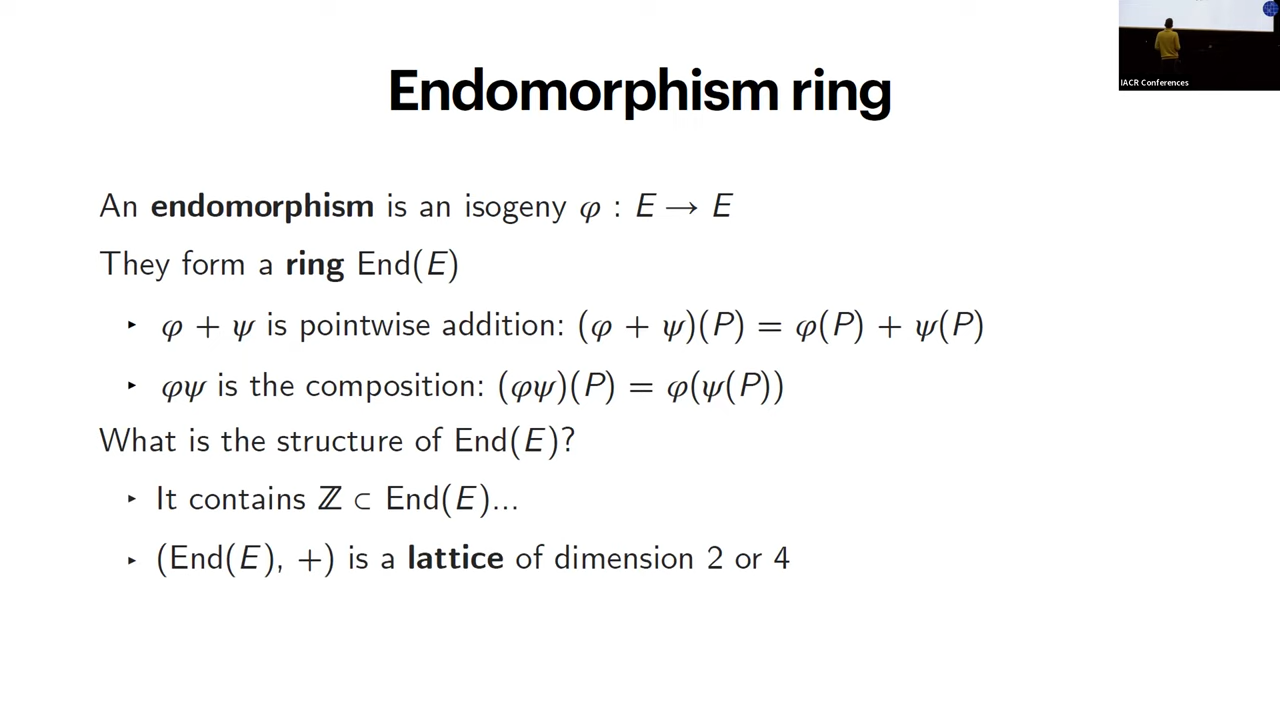 Endomorphism ring
IACR Conferences
An endomorphism is an isogeny φ : E → E
They form a ring End(E)
‣ φ + ψ is pointwise addition: (φ + ψ)(P) = φ(P) + ψ(P)
‣ φψ is the composition: (φψ)(P) = φ(ψ(P))
What is the structure of End(E)?
‣ It contains ℤ ⊂ End(E)...
‣ (End(E), +) is a lattice of dimension 2 or 4